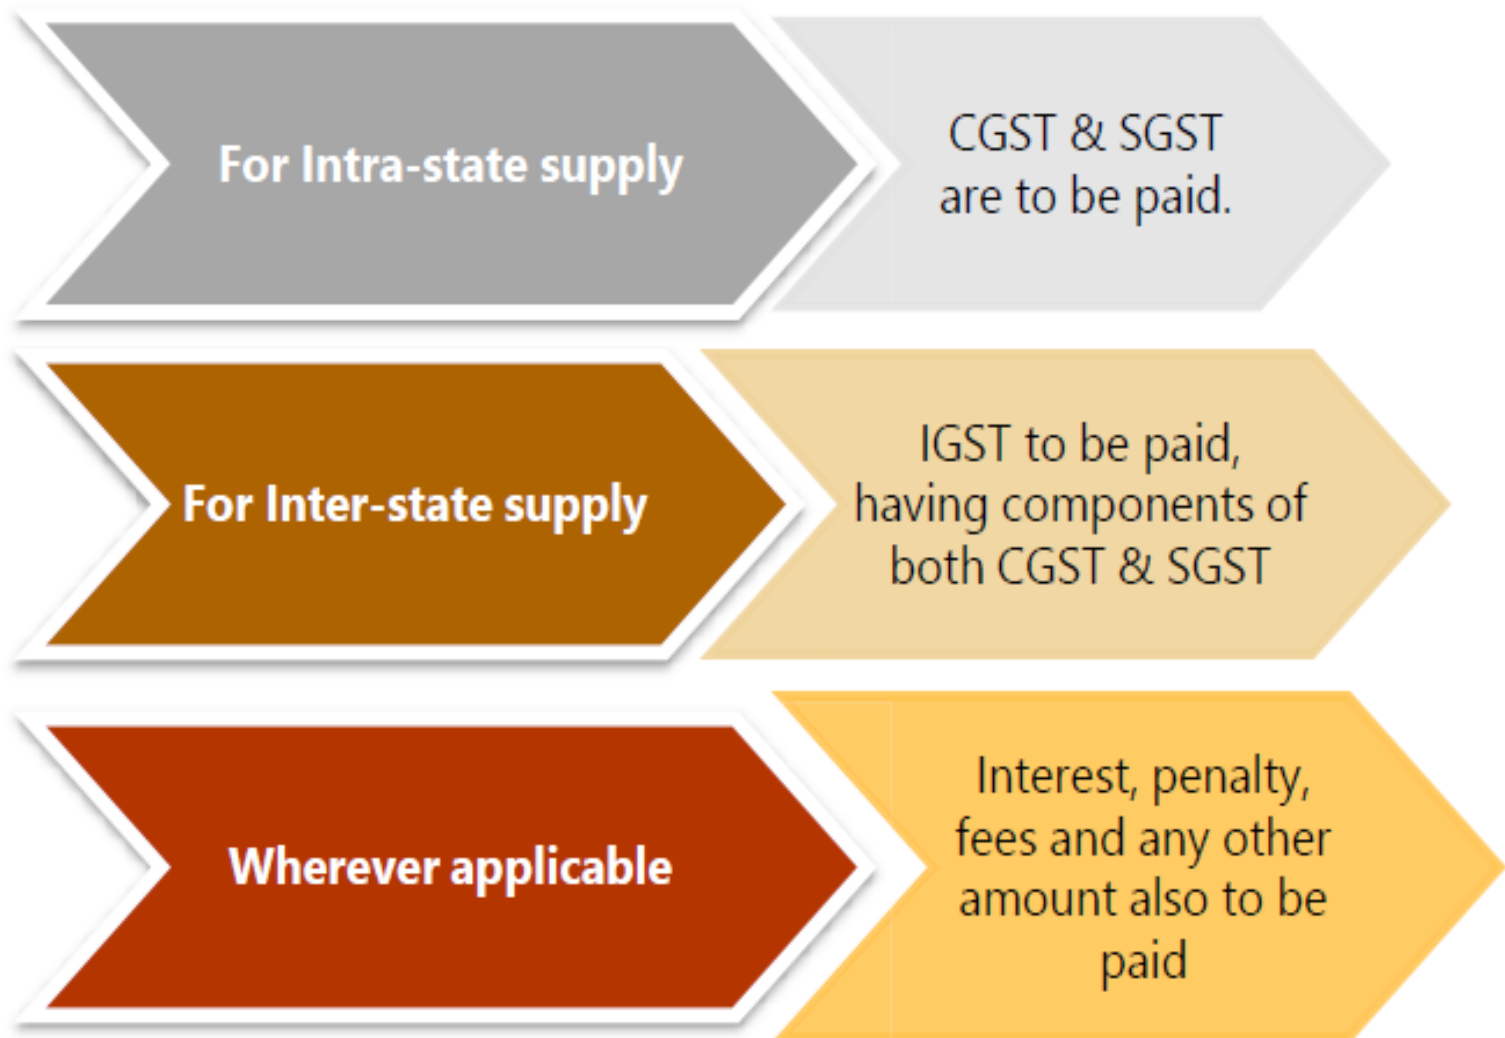 For Intra-state supply
CGST & SGST
are to be paid.
For Inter-state supply
IGST to be paid,
having components of
both CGST & SGST
Wherever applicable
Interest, penalty,
fees and any other
amount also to be
paid